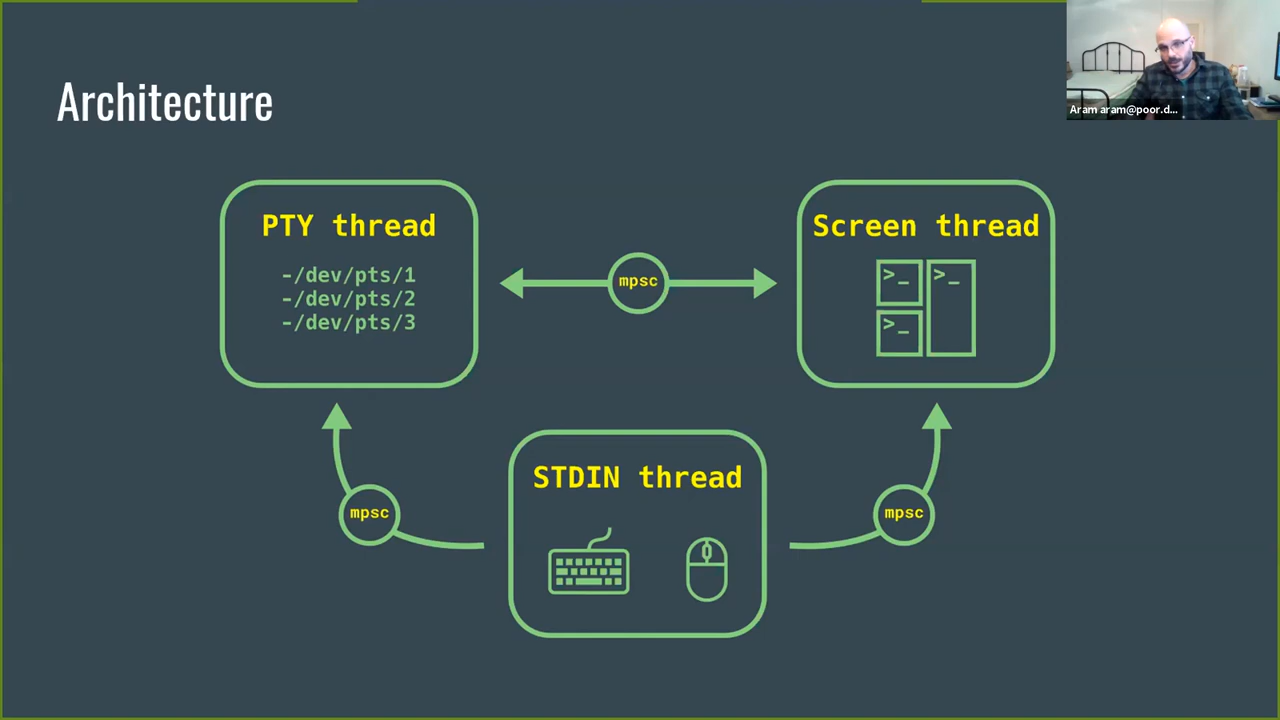 Architecture
Aram aram@poor.d...
PTY thread
-/dev/pts/1
-/dev/pts/2
-/dev/pts/3
mpsc
Screen thread
>_
>_
>_
STDIN thread
mpsc
mpsc